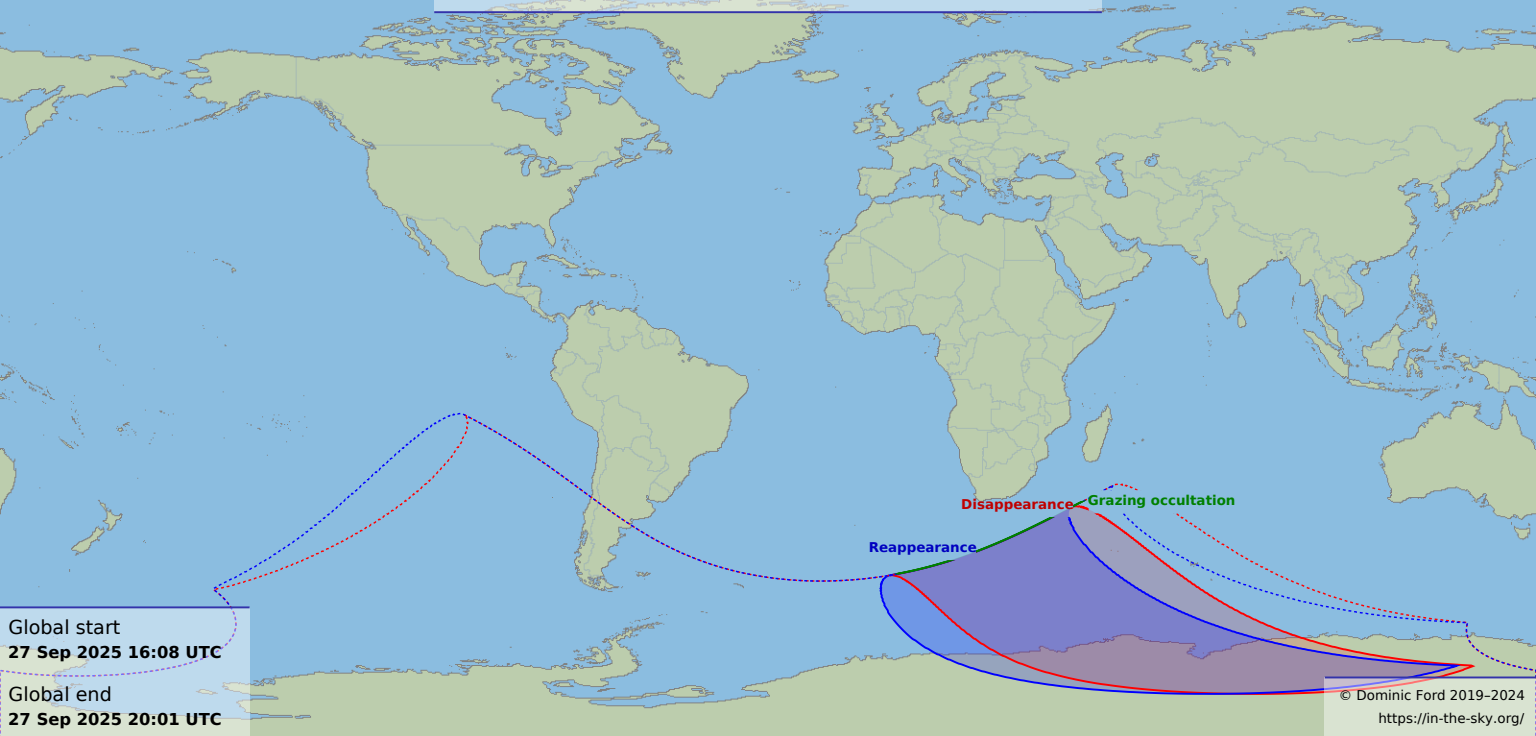 Disappearance
Grazing occultation
Reappearance
Global start
27 Sep 2025 16:08 UTC
Global end
27 Sep 2025 20:01 UTC
© Dominic Ford 2019–2024
https://in-the-sky.org/